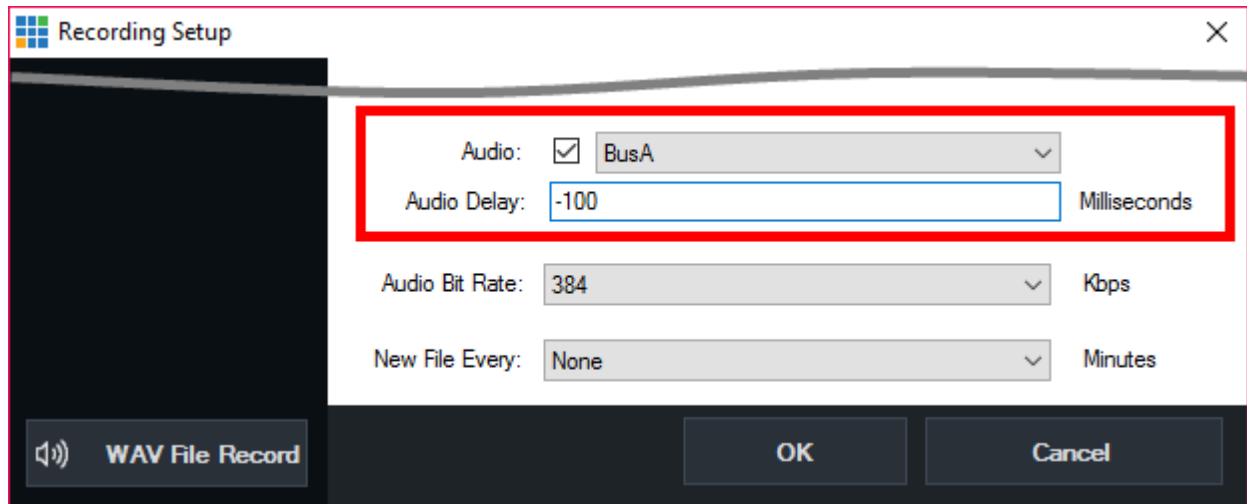 Recording Setup
Audio: BusA
Audio Delay: -100 Milliseconds
Audio Bit Rate: 384 Kbps
New File Every: None Minutes
WAV File Record OK Cancel